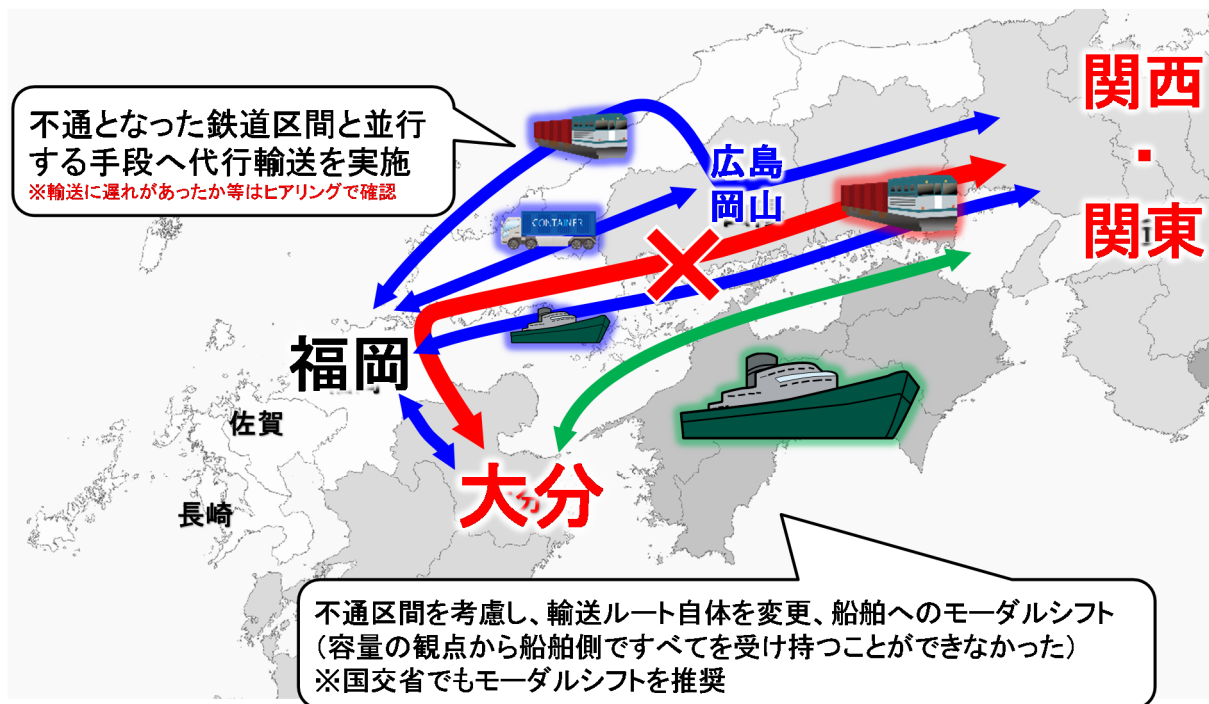 関西
・
関東
不通となった鉄道区間と並行
する手段へ代行輸送を実施
※輸送に遅れがあったか等はヒアリングで確認
広島
岡山
CONTAINER
福岡
佐賀
長崎
大分
不通区間を考慮し、輸送ルート自体を変更、船舶へのモーダルシフト
（容量の観点から船舶側ですべてを受け持つことができなかった）
※国交省でもモーダルシフトを推奨